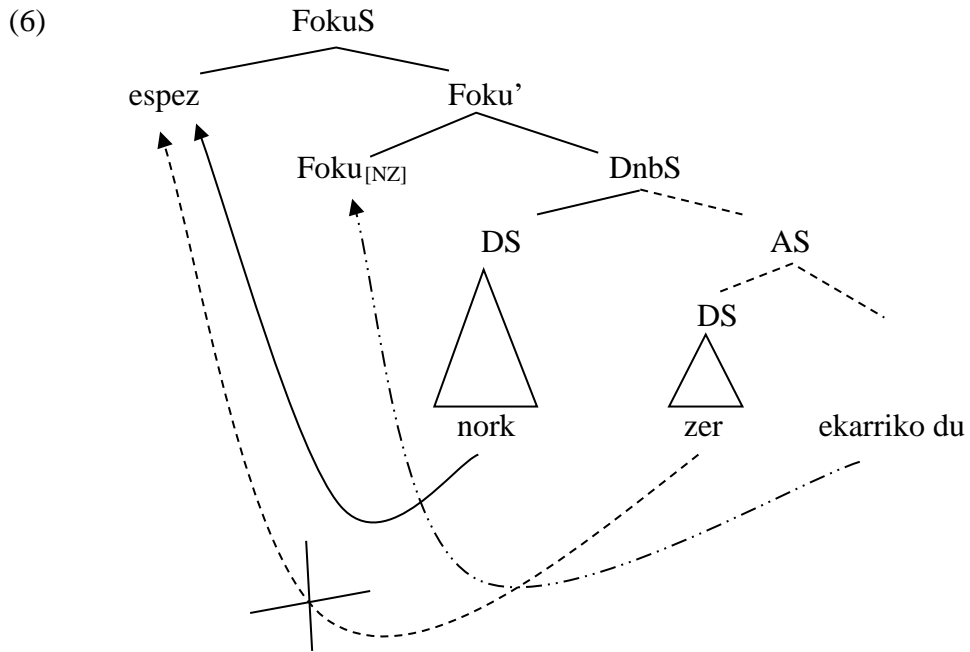 (6) FokuS
espez Foku’
Foku[NZ] DnbS
DS AS
DS
nork zer ekarriko du